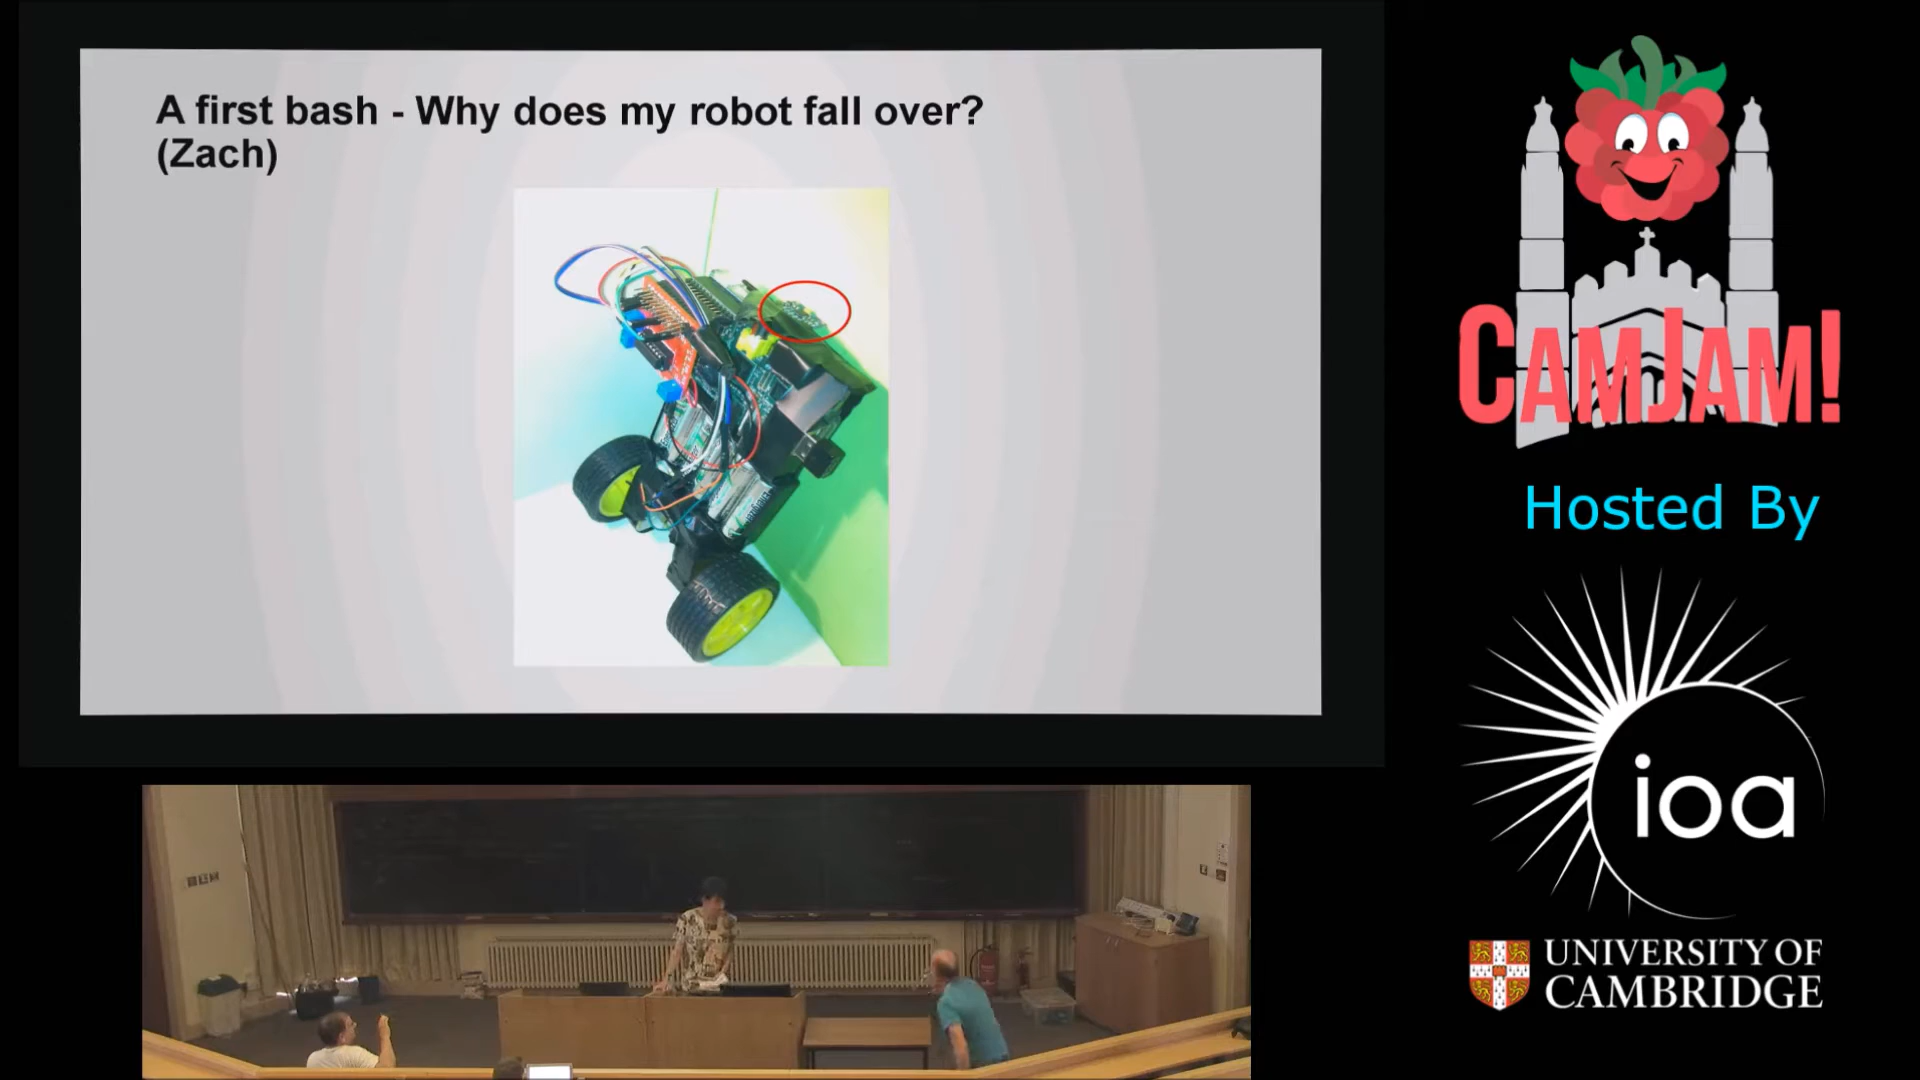 A first bash - Why does my robot fall over?
(Zach)
CAMJAM!
Hosted By
ioa
UNIVERSITY OF
CAMBRIDGE